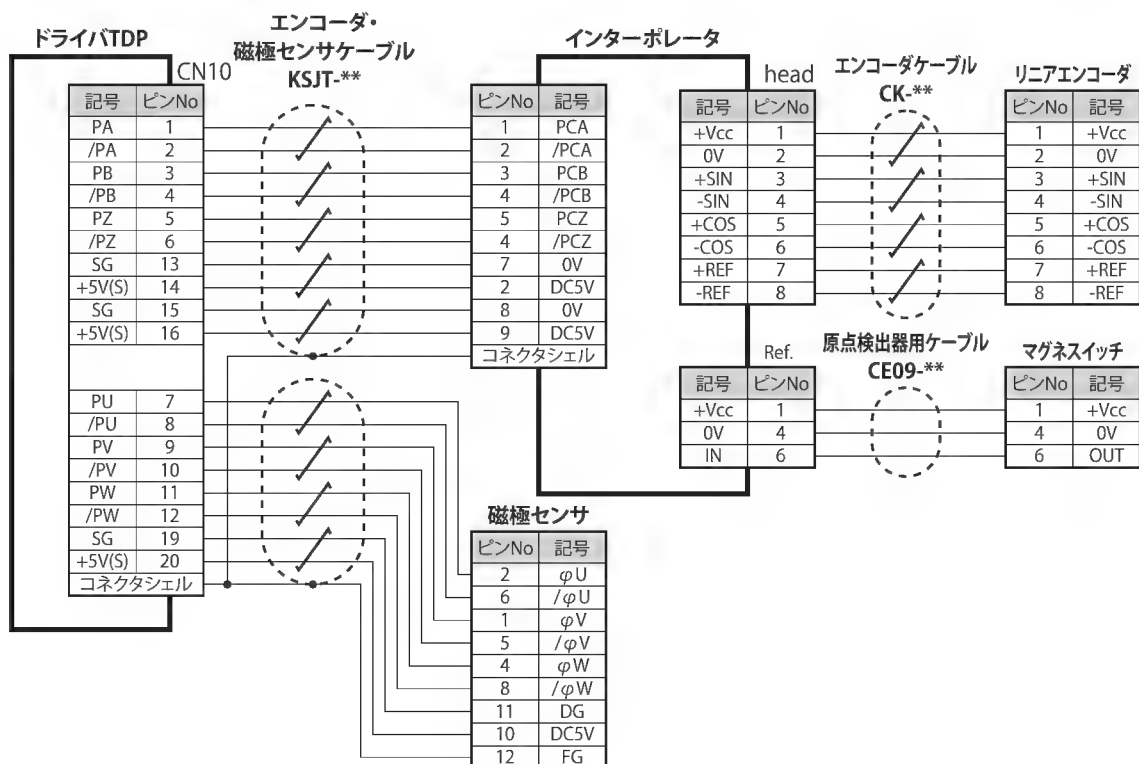 ドライバTDP
CN10
記号 ピンNo
PA 1
/PA 2
PB 3
/PB 4
PZ 5
/PZ 6
SG 13
+5V(S) 14
SG 15
+5V(S) 16
PU 7
/PU 8
PV 9
/PV 10
PW 11
/PW 12
SG 19
+5V(S) 20
コネクタシェル
エンコーダ・
磁極センサケーブル
KSJT-**
インターポレータ
ピンNo 記号
1 PCA
2 /PCA
3 PCB
4 /PCB
5 PCZ
4 /PCZ
7 0V
2 DC5V
8 0V
9 DC5V
コネクタシェル
head
記号 ピンNo
+Vcc 1
0V 2
+SIN 3
-SIN 4
+COS 5
-COS 6
+REF 7
-REF 8
エンコーダケーブル
CK-**
リニアエンコーダ
ピンNo 記号
1 +Vcc
2 0V
3 +SIN
4 -SIN
5 +COS
6 -COS
7 +REF
8 -REF
Ref.
記号 ピンNo
+Vcc 1
0V 4
IN 6
原点検出器用ケーブル
CE09-**
マグネスイッチ
ピンNo 記号
1 +Vcc
4 0V
6 OUT
磁極センサ
ピンNo 記号
2 φU
6 /φU
1 φV
5 /φV
4 φW
8 /φW
11 DG
10 DC5V
12 FG